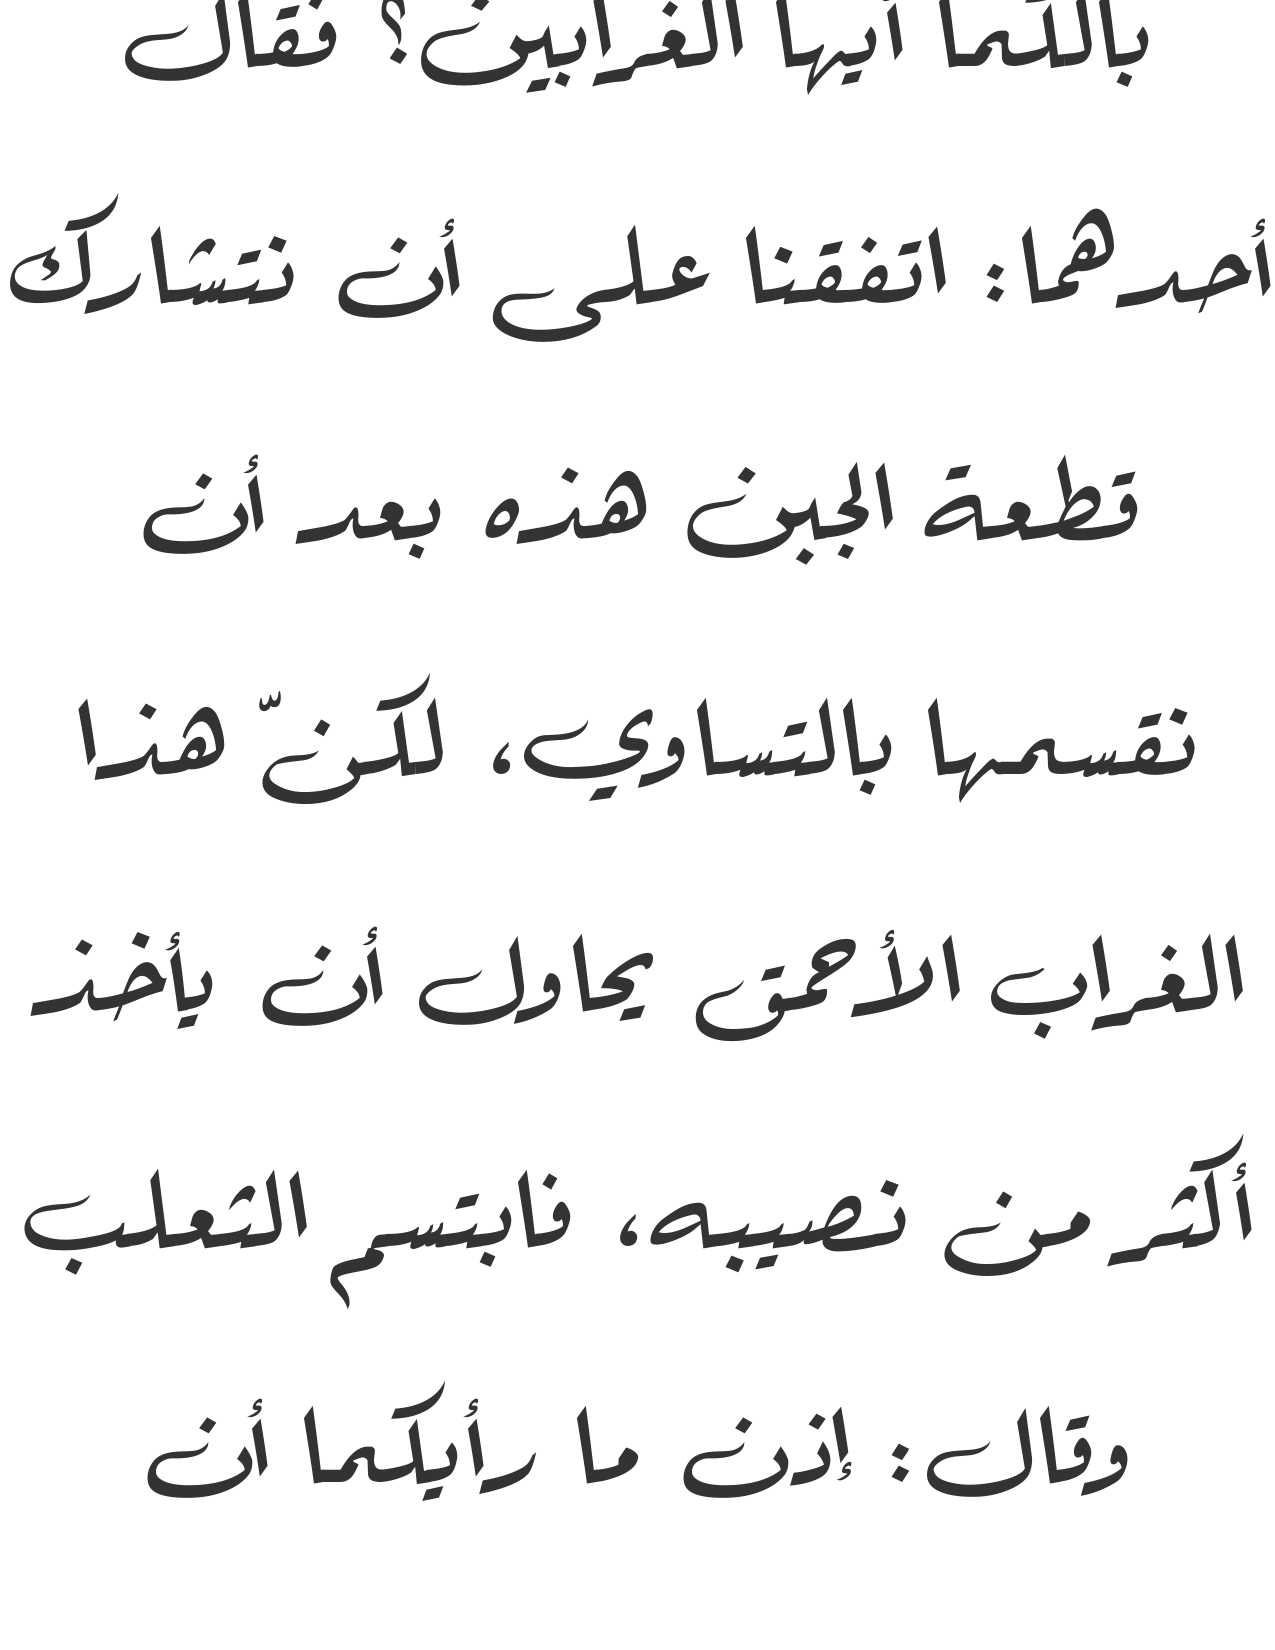 بالكما أيها الغرابين؟ فقال
أحدهما: اتفقنا على أن نتشارك
قطعة الجبن هذه بعد أن
نقسمها بالتساوي، لكنّ هذا
الغراب الأحمق يحاول أن يأخذ
أكثر من نصيبه، فابتسم الثعلب
وقال: إذن ما رأيكما أن